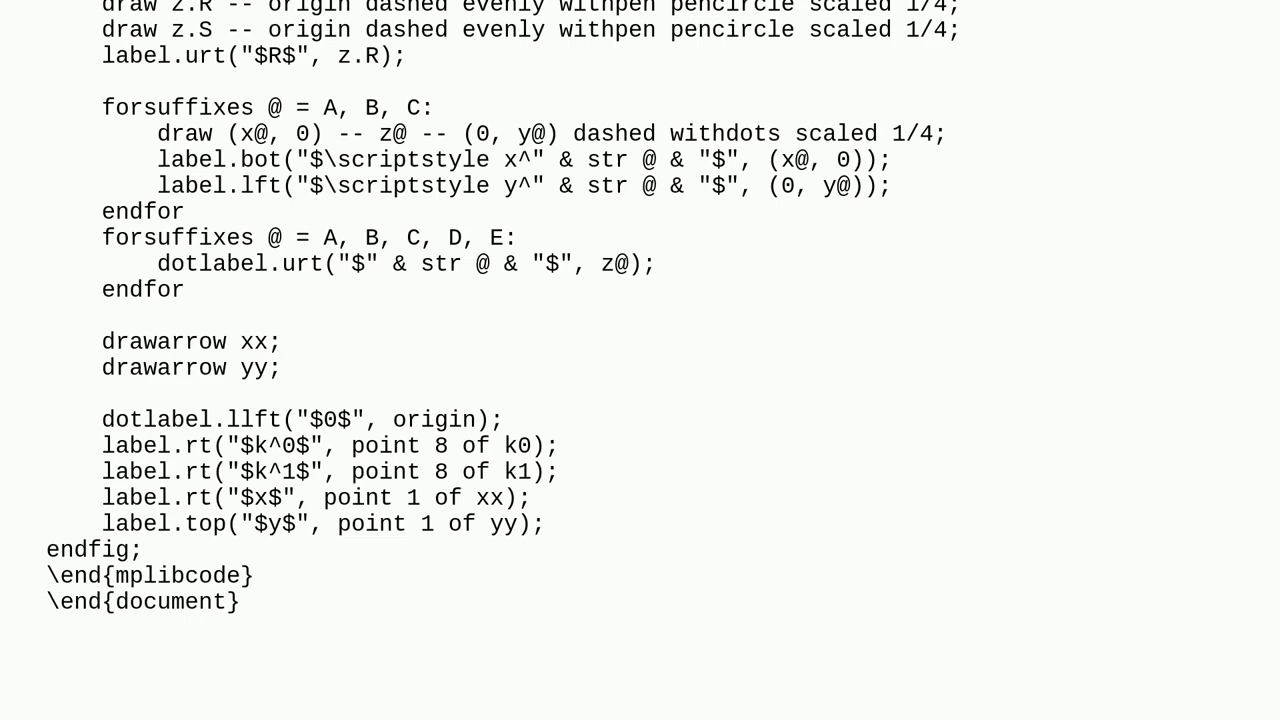 draw z.R -- origin dashed evenly withpen pencircle scaled 1/4;
draw z.S -- origin dashed evenly withpen pencircle scaled 1/4;
label.urt("$R$", z.R);

forsuffixes @ = A, B, C:
    draw (x@, 0) -- z@ -- (0, y@) dashed withdots scaled 1/4;
    label.bot("$\scriptstyle x^" & str @ & "$", (x@, 0));
    label.lft("$\scriptstyle y^" & str @ & "$", (0, y@));
endfor
forsuffixes @ = A, B, C, D, E:
    dotlabel.urt("$" & str @ & "$", z@);
endfor

drawarrow xx;
drawarrow yy;

dotlabel.llft("$0$", origin);
label.rt("$k^0$", point 8 of k0);
label.rt("$k^1$", point 8 of k1);
label.rt("$x$", point 1 of xx);
label.top("$y$", point 1 of yy);
endfig;
\end{mplibcode}
\end{document}